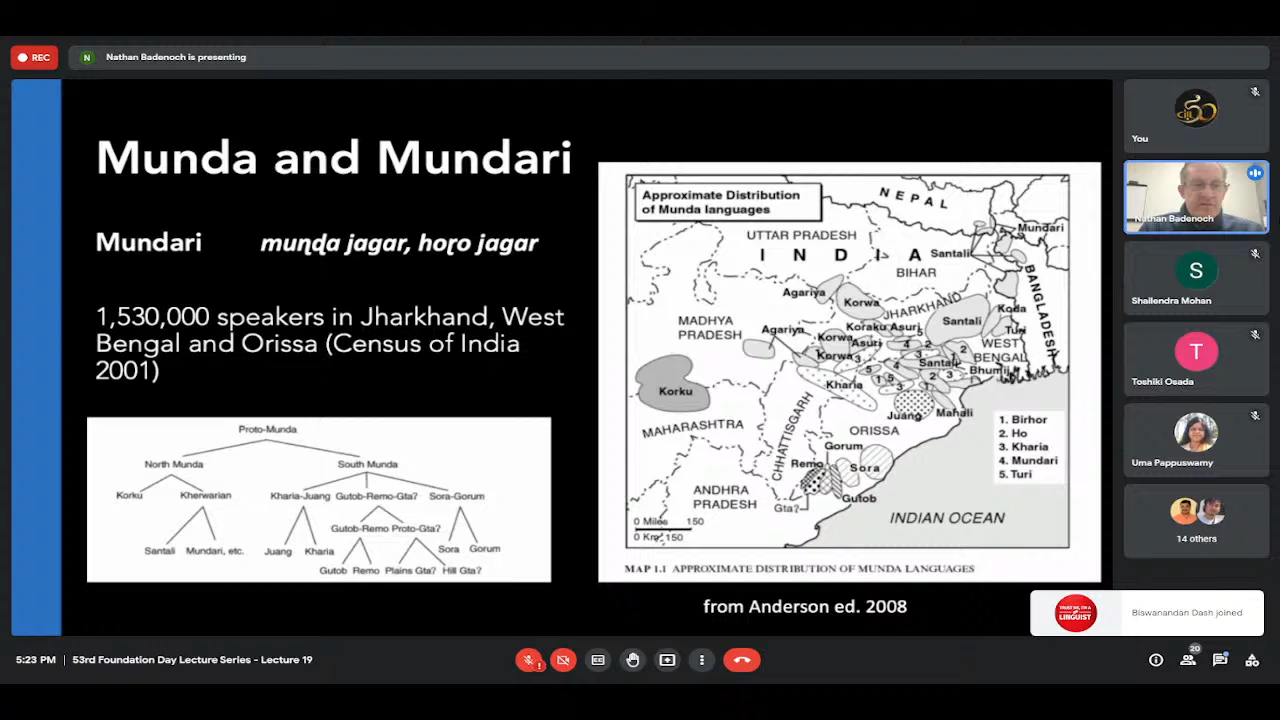 REC
N
Nathan Badenoch is presenting
Munda and Mundari
Mundari muṇḍa jagar, hoṛo jagar
1,530,000 speakers in Jharkhand, West
Bengal and Orissa (Census of India
2001)
Proto-Munda
North Munda South Munda
Korku Kherwarian Kharia-Juang Gutob-Remo-Gta? Sora-Gorum
Gutob-Remo Proto-Gta?
Santali Mundari, etc. Juang Kharia Sora Gorum
Gutob Remo Plains Gta? Hill Gta?
Approximate Distribution
of Munda languages
NEPAL
Mundari
UTTAR PRADESH
INDIA
Santali
BIHAR
BANGLADESH
Agariya
Korwa
JHARKHAND
Santali
Koda
MADHYA
PRADESH
Agariya
Koraku
Asuri
Turi
Korwa
Asuri
WEST
BENGAL
Korwa
Santali
Bhumij
Korku
Kharia
Juang
Mahali
MAHARASHTRA
CHHATTISGARH
ORISSA
1. Birhor
2. Ho
3. Kharia
4. Mundari
5. Turi
Gorum
Remo
Sora
ANDHRA
PRADESH
Gutob
Gta?
INDIAN OCEAN
0 Miles 150
0 Km 150
MAP 1.1 APPROXIMATE DISTRIBUTION OF MUNDA LANGUAGES
from Anderson ed. 2008
You
Nathan Badenoch
S
Shailendra Mohan
T
Toshiki Osada
Uma Pappuswamy
14 others
TRUST ME, I'M A
LINGUIST
Biswanandan Dash joined
5:23 PM | 53rd Foundation Day Lecture Series - Lecture 19
20